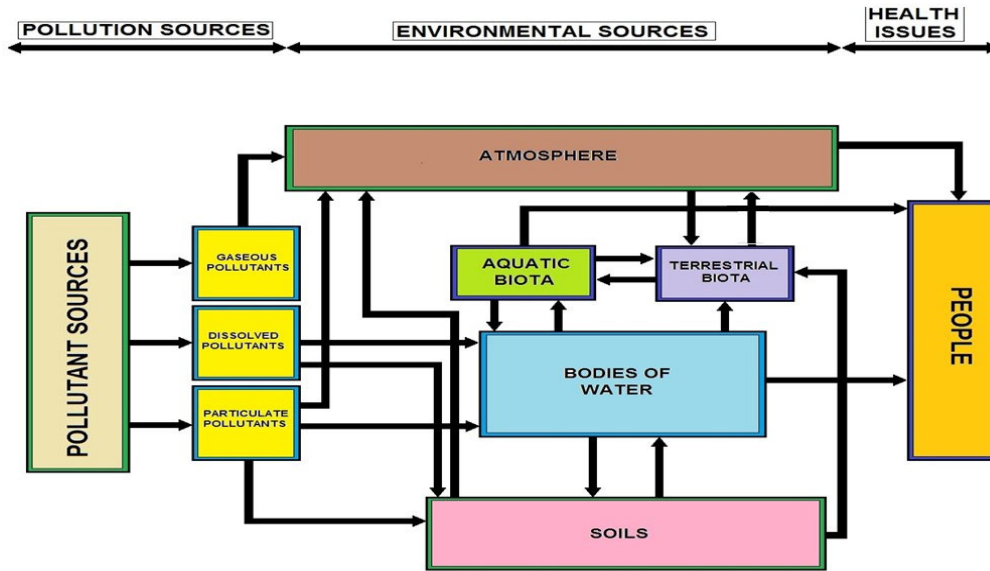 POLLUTION SOURCES
ENVIRONMENTAL SOURCES
HEALTH
ISSUES
ATMOSPHERE
POLLUTANT SOURCES
GASEOUS
POLLUTANTS
AQUATIC
BIOTA
TERRESTRIAL
BIOTA
PEOPLE
DISSOLVED
POLLUTANTS
BODIES OF
WATER
PARTICULATE
POLLUTANTS
SOILS